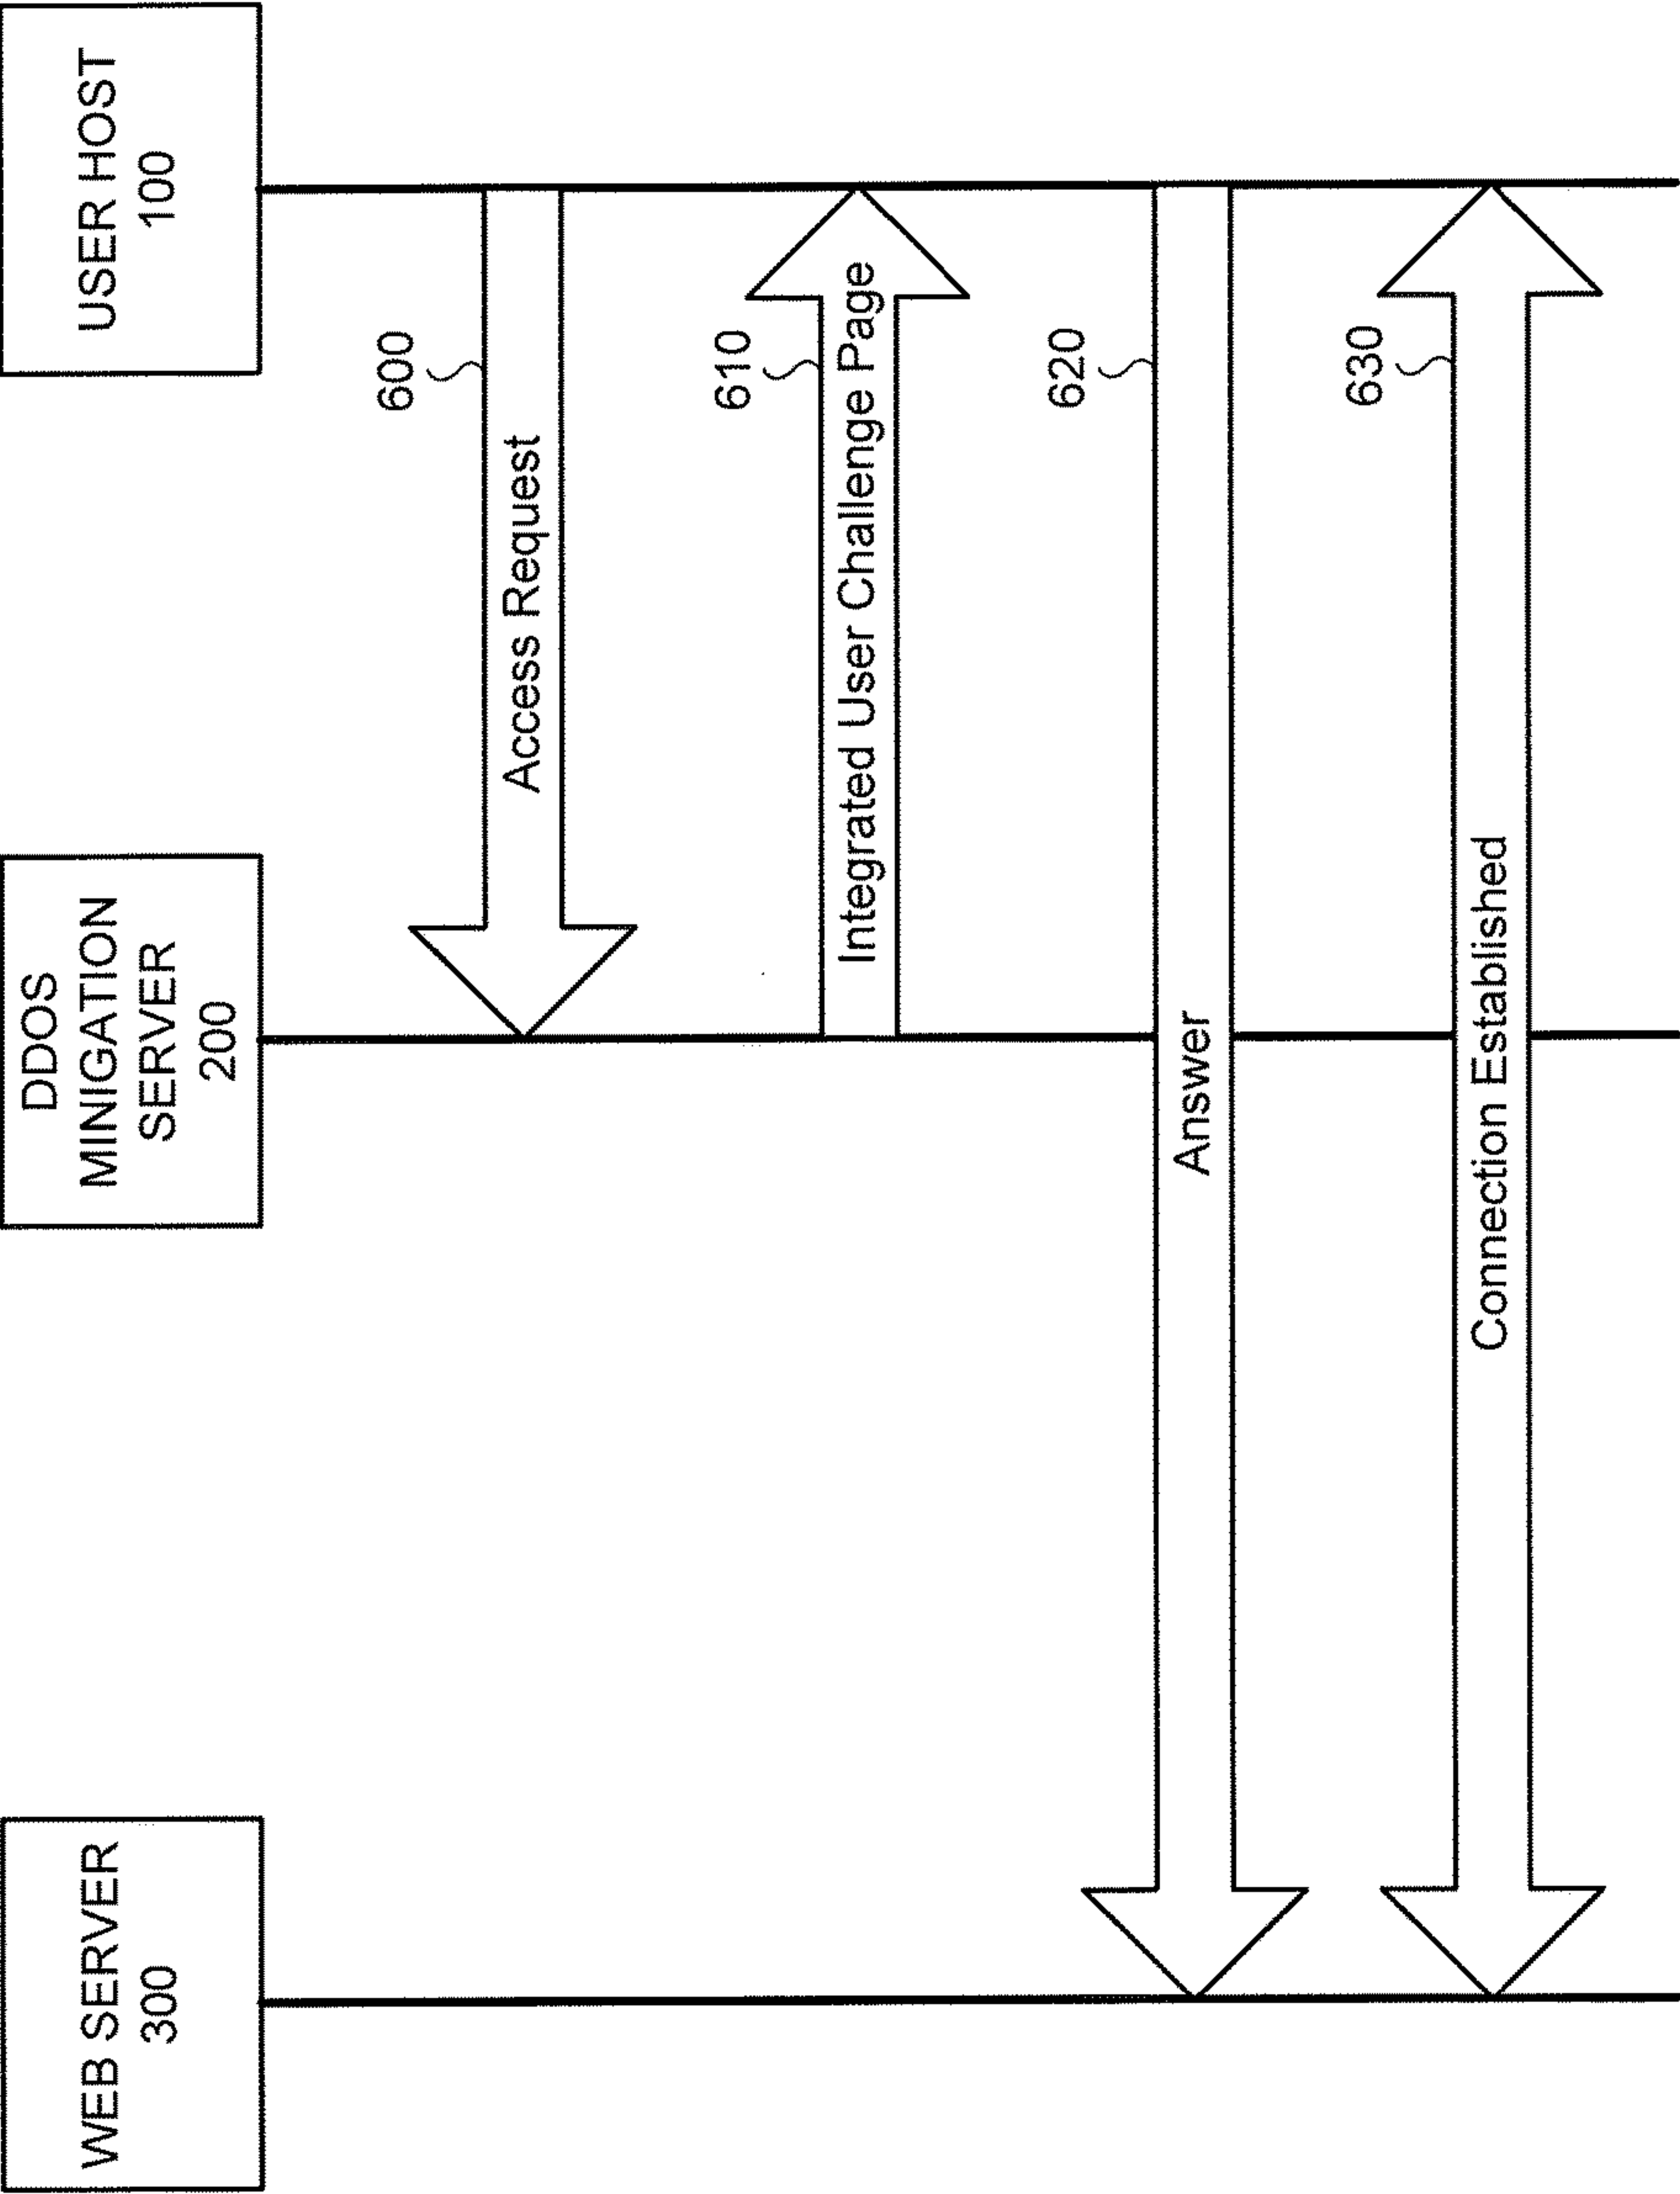 WEB SERVER
300
DDOS
MINIGATION
SERVER
200
USER HOST
100
600
Access Request
610
Integrated User Challenge Page
620
Answer
630
Connection Established